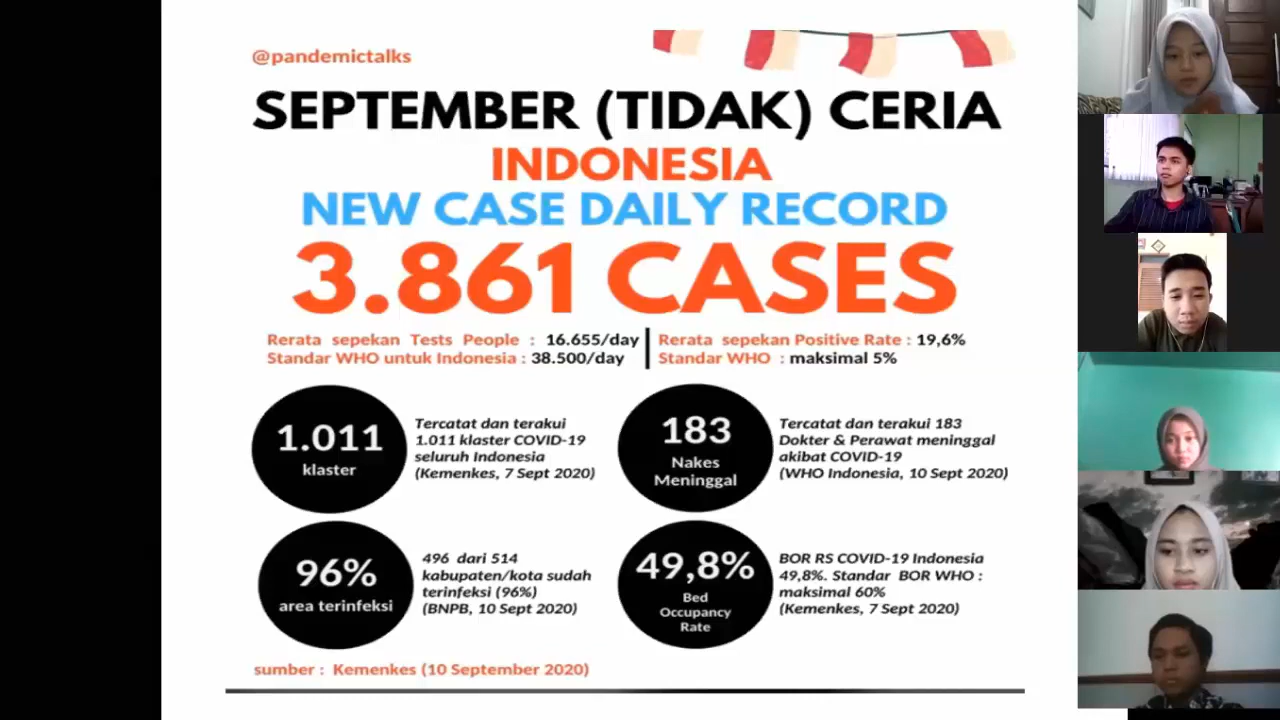 @pandemictalks
SEPTEMBER (TIDAK) CERIA
INDONESIA
NEW CASE DAILY RECORD
3.861 CASES
Rerata sepekan Tests People : 16.655/day
Standar WHO untuk Indonesia : 38.500/day
Rerata sepekan Positive Rate : 19,6%
Standar WHO : maksimal 5%
1.011
klaster
Tercatat dan terakui
1.011 klaster COVID-19
seluruh Indonesia
(Kemenkes, 7 Sept 2020)
183
Nakes
Meninggal
Tercatat dan terakui 183
Dokter & Perawat meninggal
akibat COVID-19
(WHO Indonesia, 10 Sept 2020)
96%
area terinfeksi
496 dari 514
kabupaten/kota sudah
terinfeksi (96%)
(BNPB, 10 Sept 2020)
49,8%
Bed
Occupancy
Rate
BOR RS COVID-19 Indonesia
49,8%. Standar BOR WHO :
maksimal 60%
(Kemenkes, 7 Sept 2020)
sumber : Kemenkes (10 September 2020)